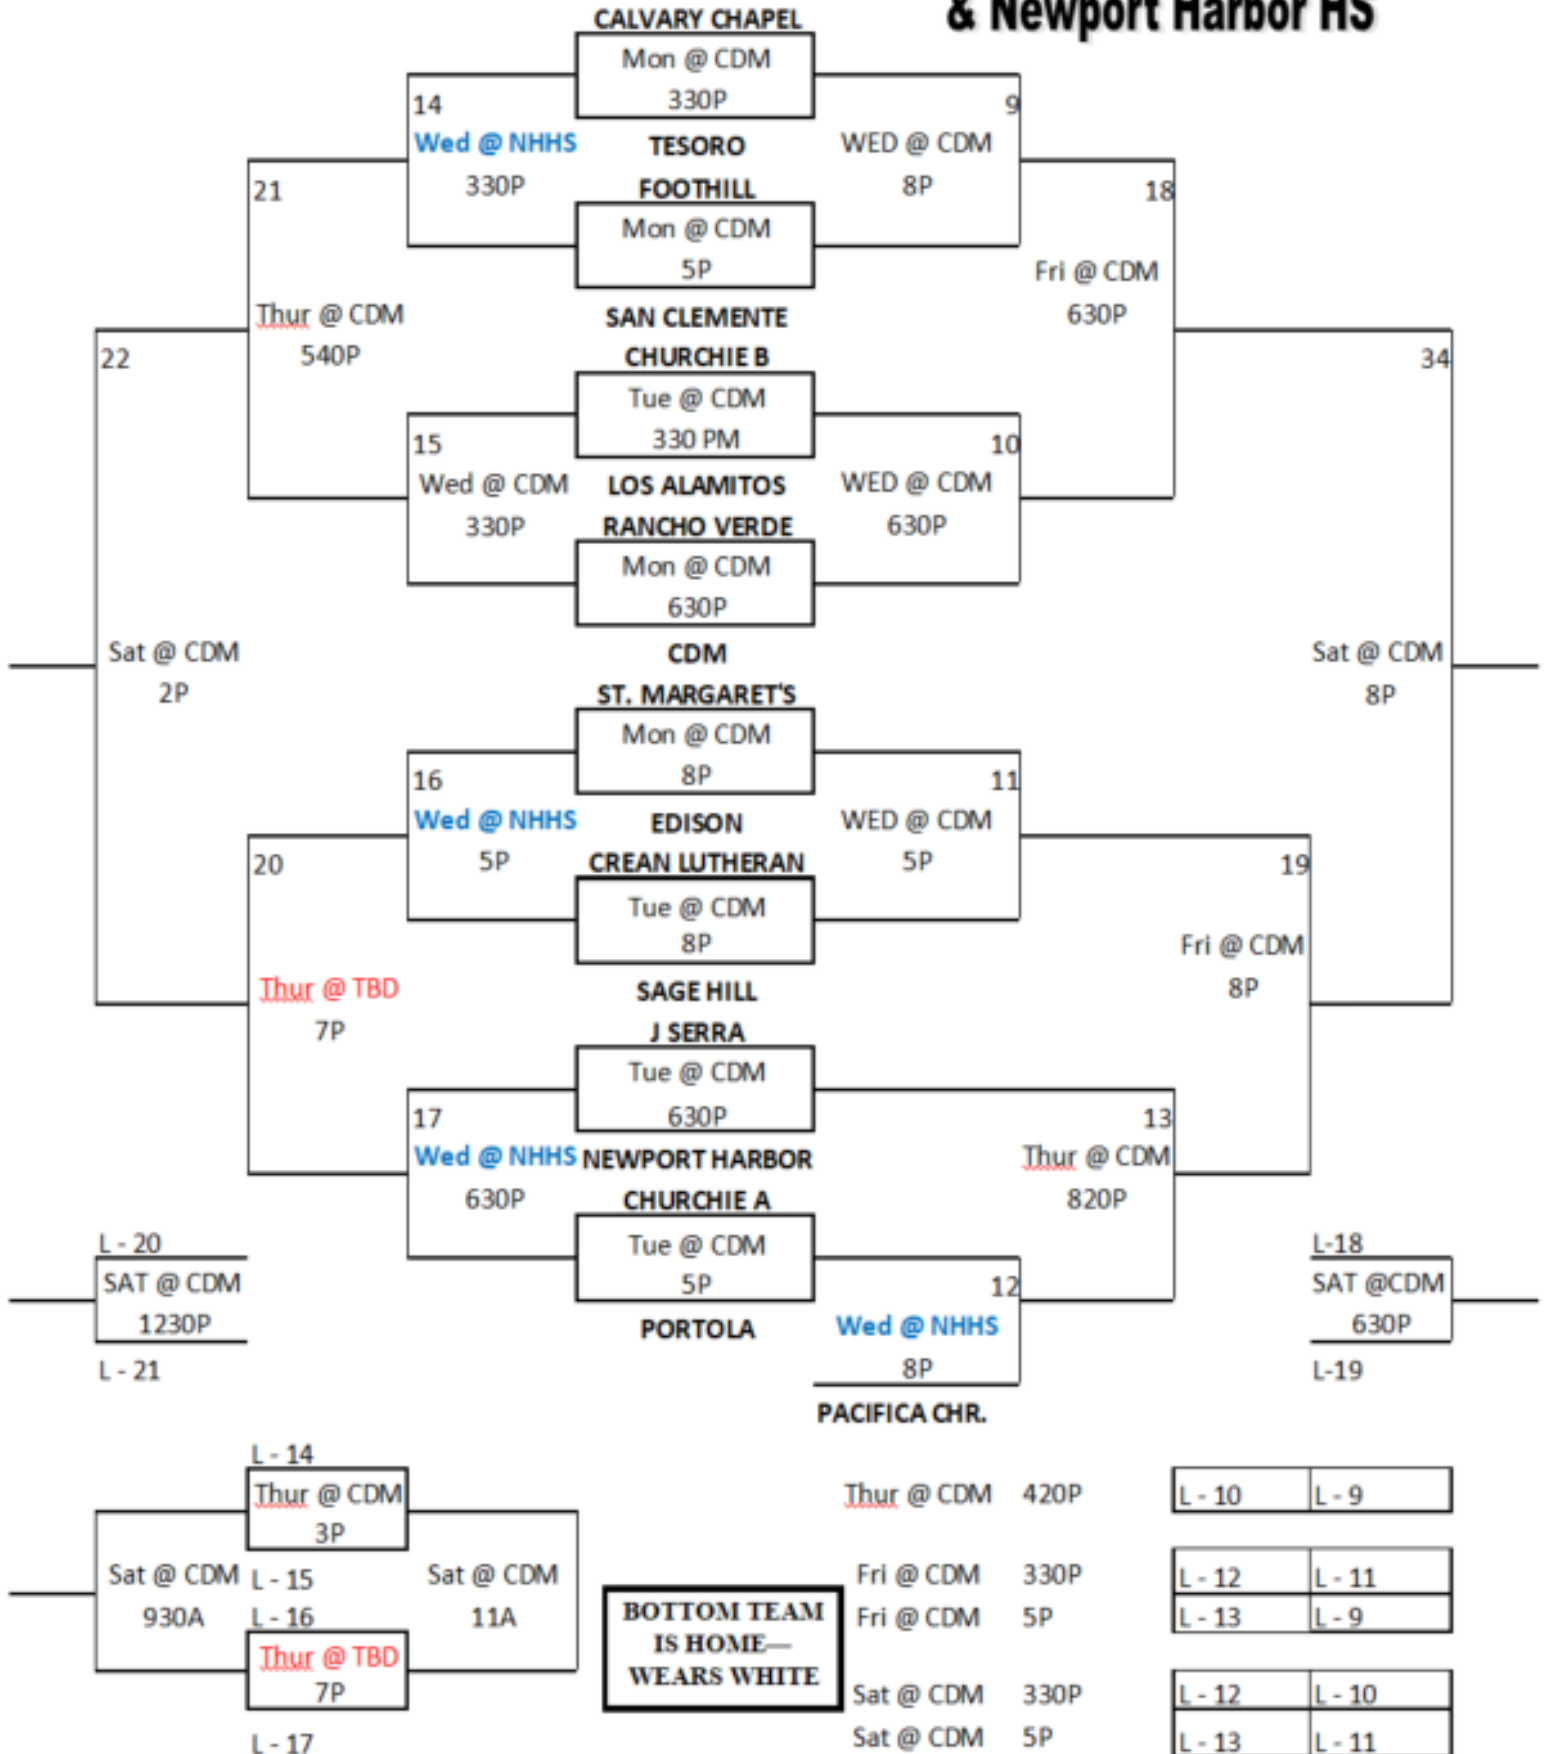 & Newport Harbor HS
CALVARY CHAPEL
Mon @ CDM
330P
14
9
Wed @ NHHS
TESORO
WED @ CDM
330P
FOOTHILL
8P
21
18
Mon @ CDM
5P
Fri @ CDM
630P
Thur @ CDM
540P
SAN CLEMENTE
CHURCHIE B
22
34
Tue @ CDM
330 PM
15
10
Wed @ CDM
LOS ALAMITOS
WED @ CDM
330P
RANCHO VERDE
630P
Mon @ CDM
630P
Sat @ CDM
2P
CDM
Sat @ CDM
8P
ST. MARGARET'S
Mon @ CDM
8P
16
11
Wed @ NHHS
EDISON
WED @ CDM
5P
CREAN LUTHERAN
5P
20
19
Tue @ CDM
8P
Fri @ CDM
8P
Thur @ TBD
7P
SAGE HILL
J SERRA
Tue @ CDM
630P
17
13
Wed @ NHHS
NEWPORT HARBOR
Thur @ CDM
630P
CHURCHIE A
820P
L - 20
Tue @ CDM
L-18
SAT @ CDM
5P
12
SAT @CDM
1230P
PORTOLA
Wed @ NHHS
630P
L - 21
8P
L-19
PACIFICA CHR.
L - 14
Thur @ CDM
3P
Thur @ CDM 420P L - 10 L - 9
Sat @ CDM
930A
L - 15
L - 16
Sat @ CDM
11A
Fri @ CDM 330P L - 12 L - 11
Fri @ CDM 5P L - 13 L - 9
Thur @ TBD
7P
L - 17
BOTTOM TEAM
IS HOME—
WEARS WHITE
Sat @ CDM 330P L - 12 L - 10
Sat @ CDM 5P L - 13 L - 11